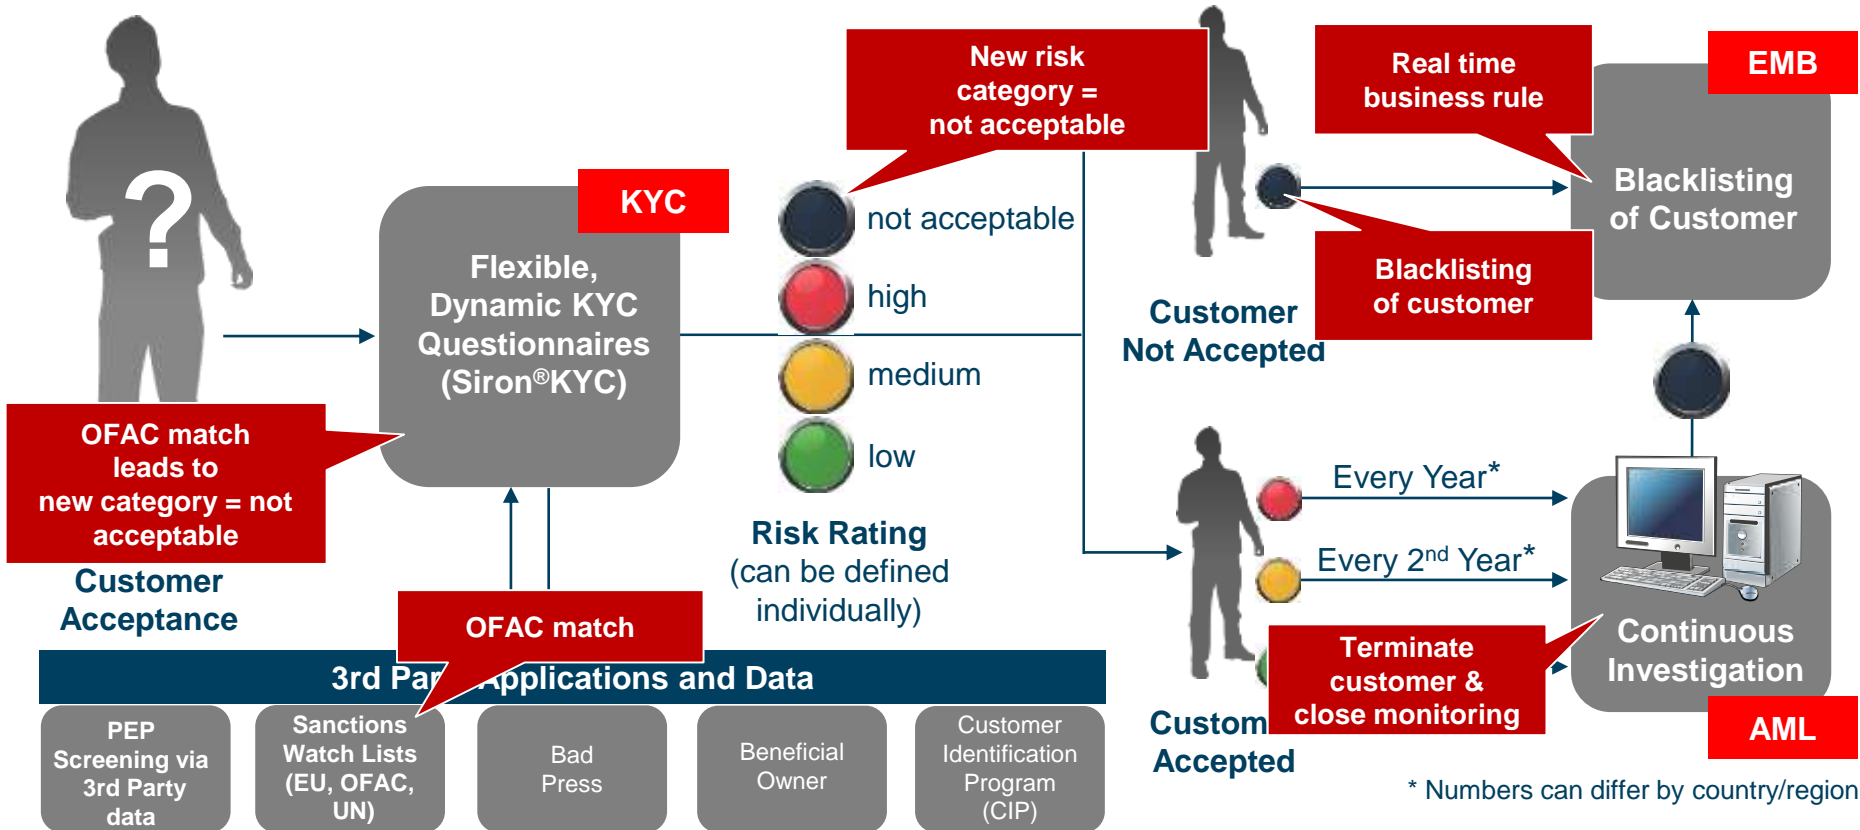 New risk
category =
not acceptable
Real time
business rule
EMB
Blacklisting
of Customer
?
KYC
Flexible,
Dynamic KYC
Questionnaires
(Siron®KYC)
not acceptable
high
medium
low
Risk Rating
(can be defined
individually)
Blacklisting
of customer
Customer
Not Accepted
OFAC match
leads to
new category = not
acceptable
Customer
Acceptance
OFAC match
Every Year*
Every 2nd Year*
Terminate
customer &
close monitoring
Continuous
Investigation
AML
Custom
Accepted
3rd Par Applications and Data
PEP
Screening via
3rd Party
data
Sanctions
Watch Lists
(EU, OFAC,
UN)
Bad
Press
Beneficial
Owner
Customer
Identification
Program
(CIP)
* Numbers can differ by country/region